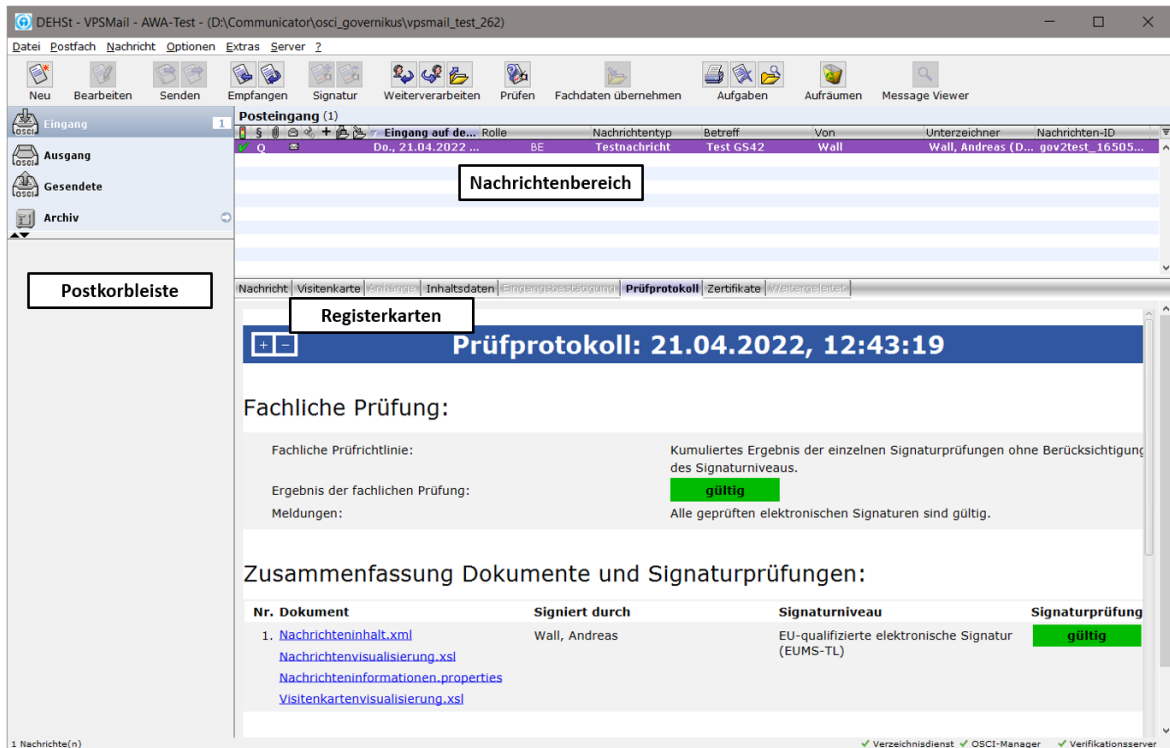 DEHSt - VPSMail - AWA-Test - (D:\Communicator\osci_governikus\vpsmail_test_262)
Datei Postfach Nachricht Optionen Extras Server ?
Neu Bearbeiten Senden Empfangen Signatur Weiterverarbeiten Prüfen Fachdaten übernehmen Aufgaben Aufräumen Message Viewer
OSCI Eingang 1
OSCI Ausgang
OSCI Gesendete
Archiv
Postkorbleiste
Posteingang (1)
§ Eingang auf de... Rolle Nachrichtentyp Betreff Von Unterzeichner Nachrichten-ID
Q Do., 21.04.2022 ... BE Testnachricht Test GS42 Wall Wall, Andreas (D... gov2test_16505...
Nachrichtenbereich
Nachricht Visitenkarte Anhänge Inhaltsdaten Eingangsbestätigung Prüfprotokoll Zertifikate Weitergeleitet
Registerkarten
+ - Prüfprotokoll: 21.04.2022, 12:43:19
Fachliche Prüfung:
Fachliche Prüfrichtlinie: Kumuliertes Ergebnis der einzelnen Signaturprüfungen ohne Berücksichtigung
des Signaturniveaus.
Ergebnis der fachlichen Prüfung: gültig
Meldungen: Alle geprüften elektronischen Signaturen sind gültig.
Zusammenfassung Dokumente und Signaturprüfungen:
Nr. Dokument Signiert durch Signaturniveau Signaturprüfung
1. Nachrichteninhalt.xml Wall, Andreas EU-qualifizierte elektronische Signatur gültig
Nachrichtenvisualisierung.xsl (EUMS-TL)
Nachrichteninformationen.properties
Visitenkartenvisualisierung.xsl
1 Nachrichte(n) Verzeichnisdienst OSCI-Manager Verifikationsserver